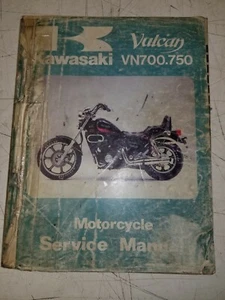 Vulcan
Kawasaki VN700.750
Motorcycle
Service Manual